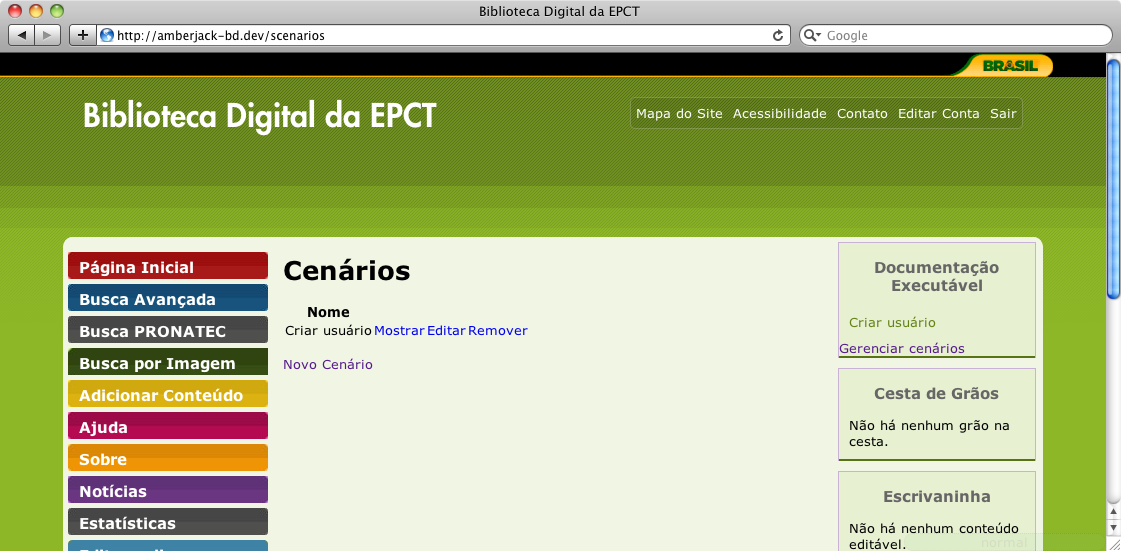 Biblioteca Digital da EPCT
http://amberjack-bd.dev/scenarios
Google
BRASIL
Biblioteca Digital da EPCT
Mapa do Site Acessibilidade Contato Editar Conta Sair
Página Inicial
Busca Avançada
Busca PRONATEC
Busca por Imagem
Adicionar Conteúdo
Ajuda
Sobre
Notícias
Estatísticas
Cenários
Nome
Criar usuário Mostrar Editar Remover
Novo Cenário
Documentação
Executável
Criar usuário
Gerenciar cenários
Cesta de Grãos
Não há nenhum grão na
cesta.
Escrivaninha
Não há nenhum conteúdo
editável.
normal